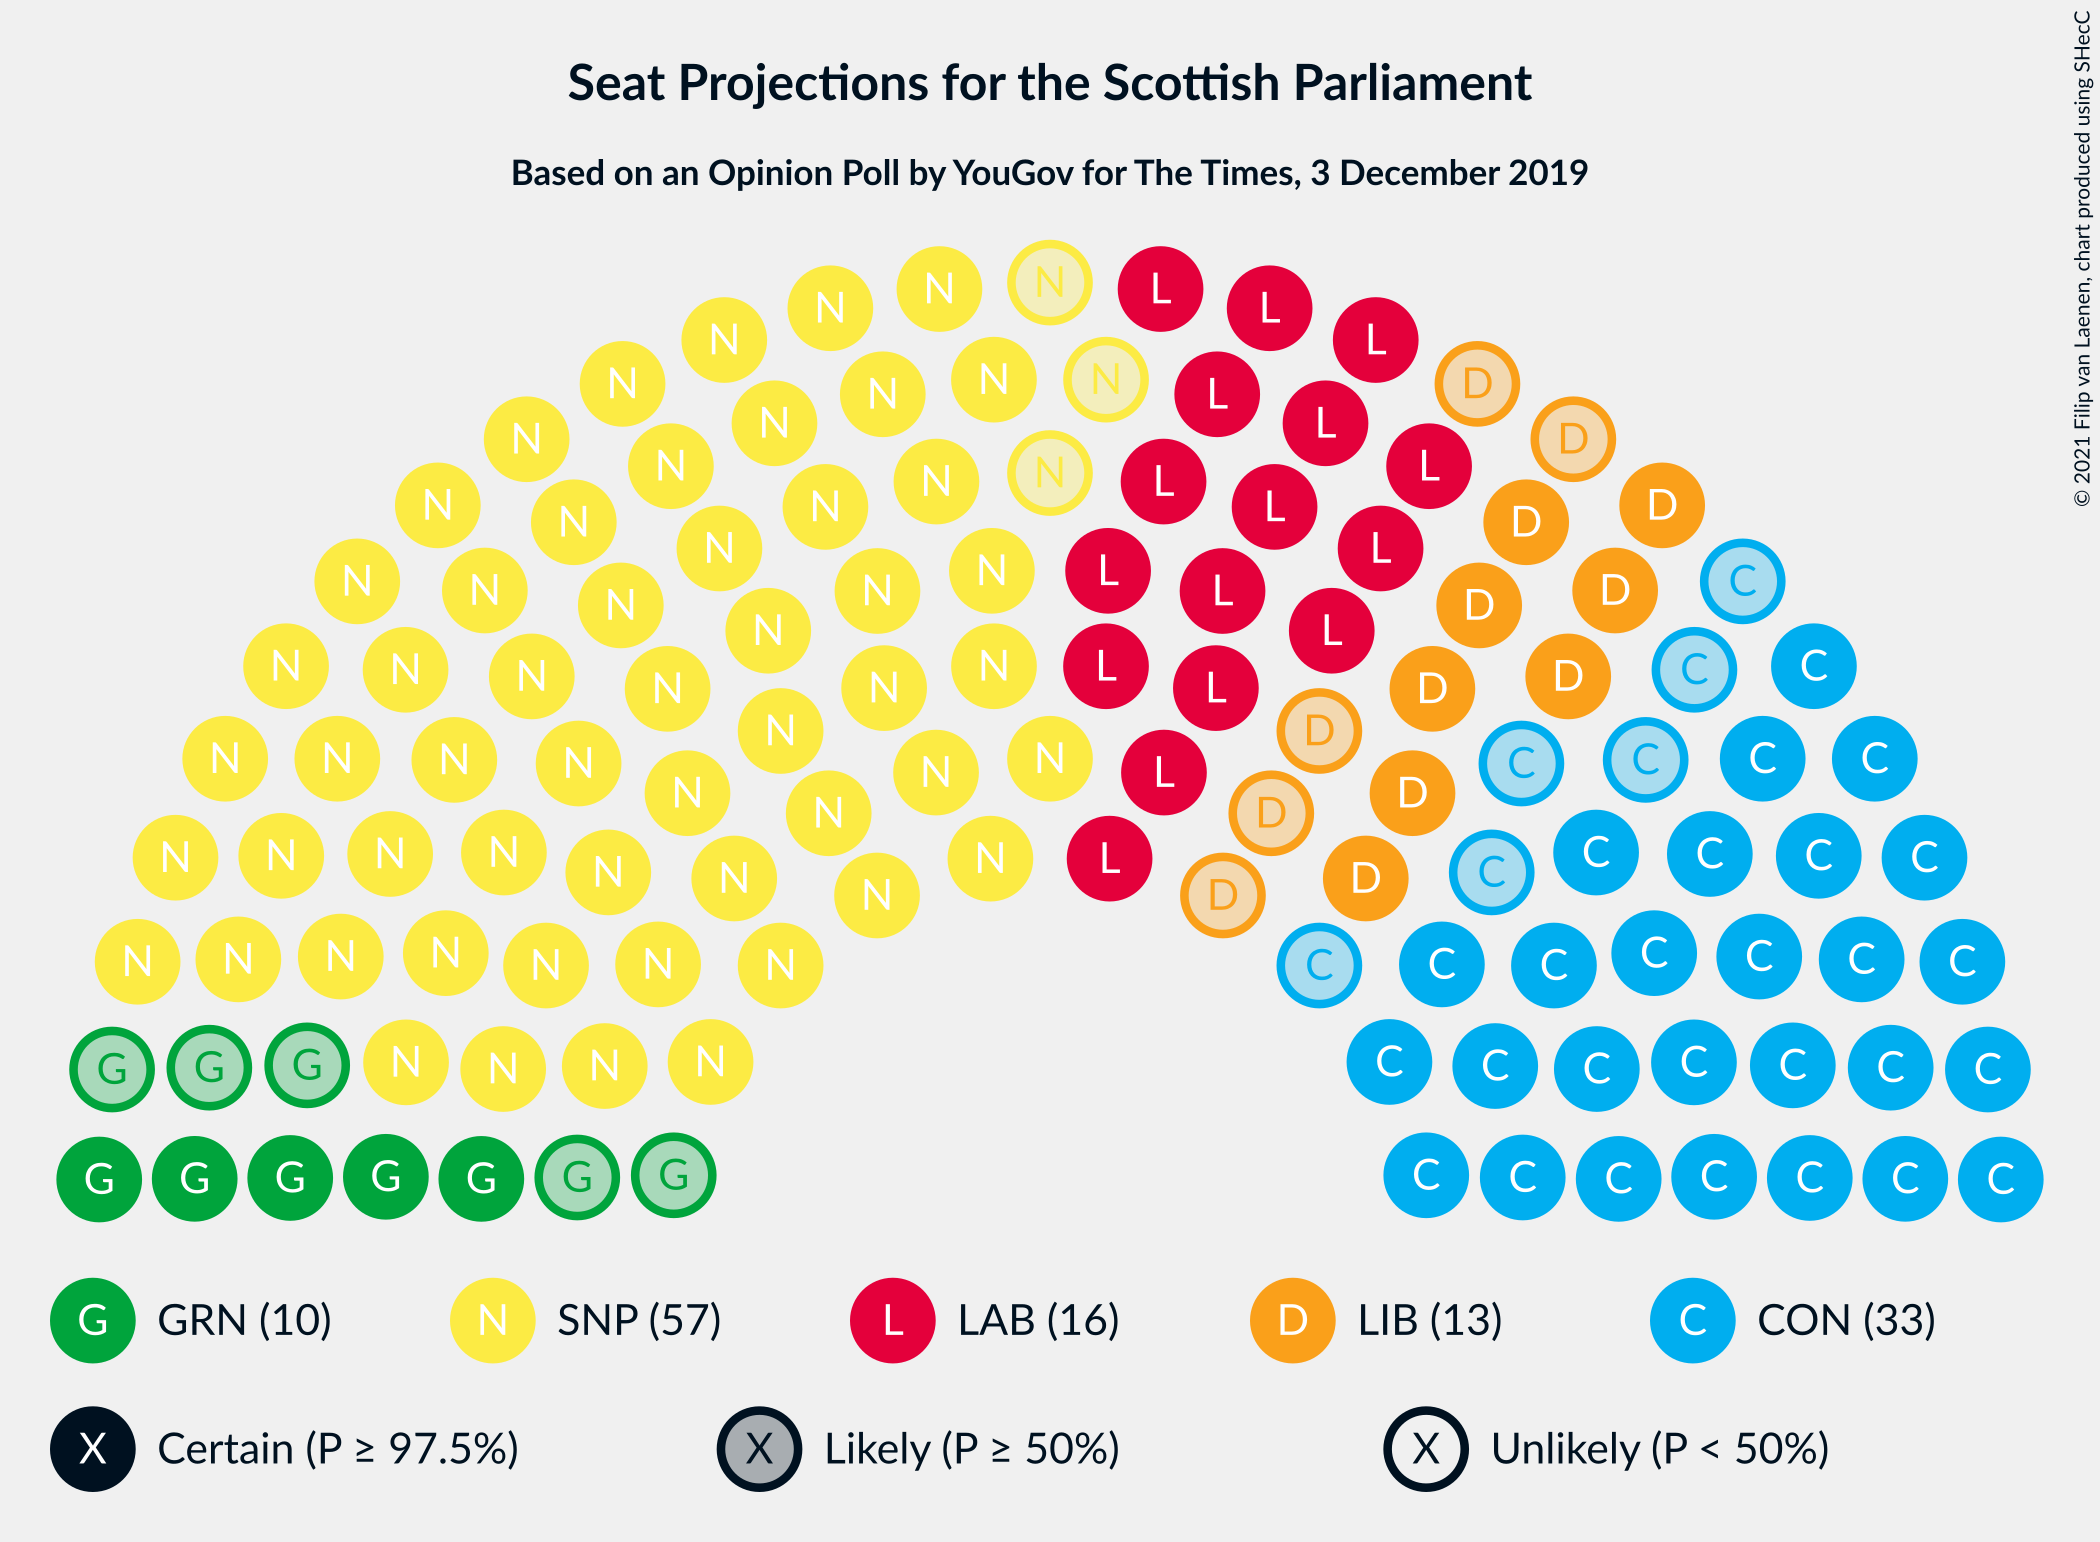 Seat Projections for the Scottish Parliament
Based on an Opinion Poll by YouGov for The Times, 3 December 2019
© 2021 Filip van Laenen, chart produced using SHecC
N N N N L L L D
N N N N N L L L D
N N N N N L L L D D
N N N N N L L L D D C
N N N N N N L L D D D C C
N N N N N N N N L D D C C C C
N N N N N N N N L D D C C C C C
N N N N N N N C C C C C C C
G G G N N N N C C C C C C C
G G G G G G G C C C C C C C
G GRN (10) N SNP (57) L LAB (16) D LIB (13) C CON (33)
X Certain (P ≥ 97.5%) X Likely (P ≥ 50%) X Unlikely (P < 50%)